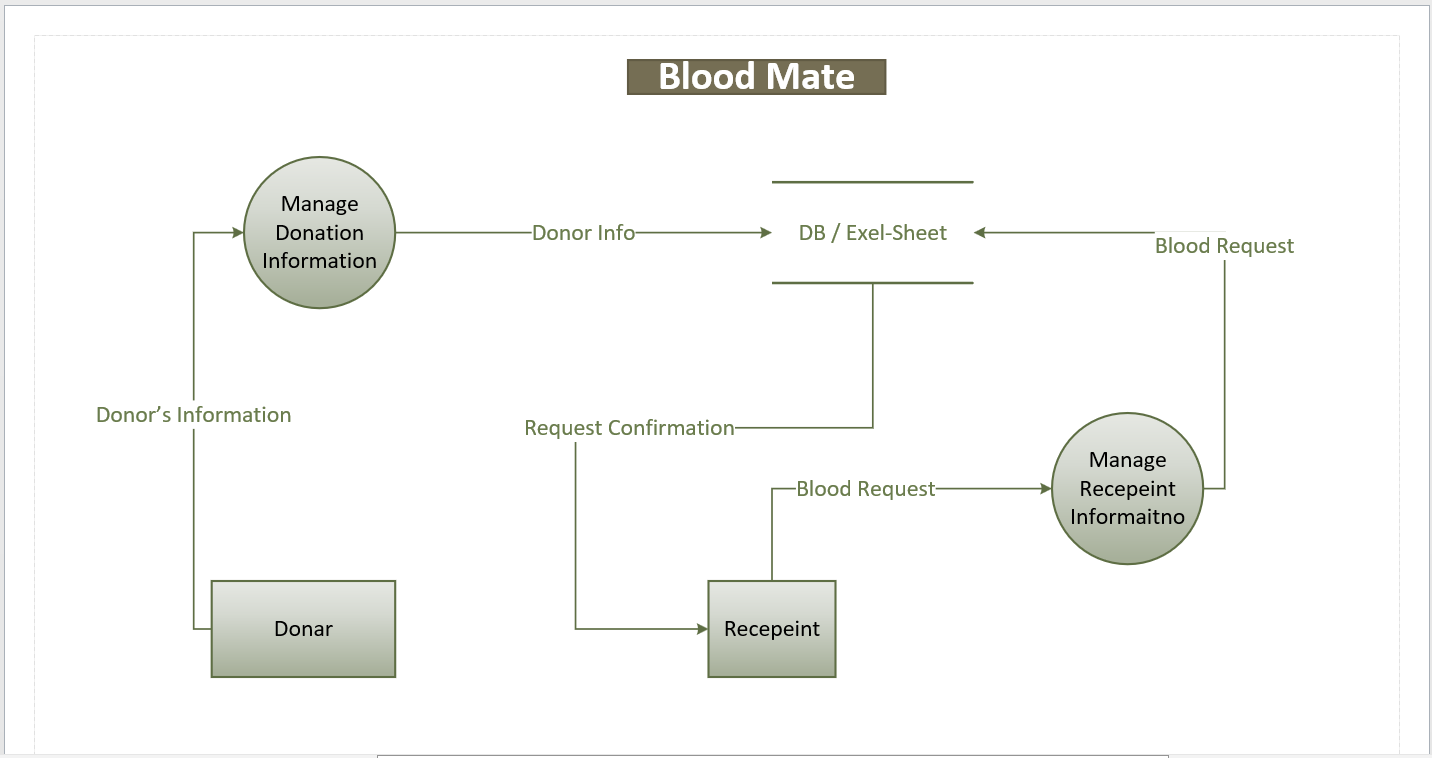 Blood Mate
Manage
Donation
Information
Donor Info
DB / Exel-Sheet
Blood Request
Donor's Information
Request Confirmation
Blood Request
Manage
Recepeint
Informaitno
Donar
Recepeint